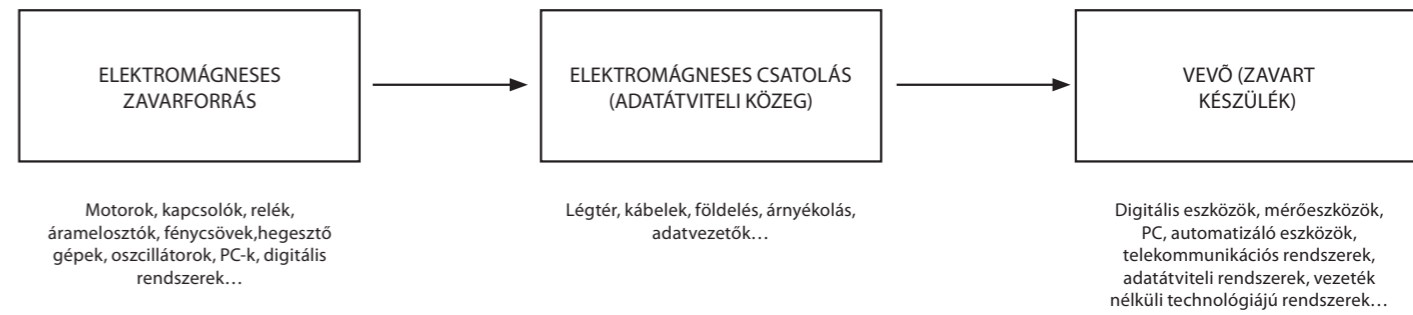 ELEKTROMÁGNESES
ZAVARFORRÁS
ELEKTROMÁGNESES CSATOLÁS
(ADATÁTVITELI KÖZEG)
VEVÕ (ZAVART
KÉSZÜLÉK)
Motorok, kapcsolók, relék,
áramelosztók, fénycsövek,hegesztő
gépek, oszcillátorok, PC-k, digitális
rendszerek…
Légtér, kábelek, földelés, árnyékolás,
adatvezetők…
Digitális eszközök, mérőeszközök,
PC, automatizáló eszközök,
telekommunikációs rendszerek,
adatátviteli rendszerek, vezeték
nélküli technológiájú rendszerek…